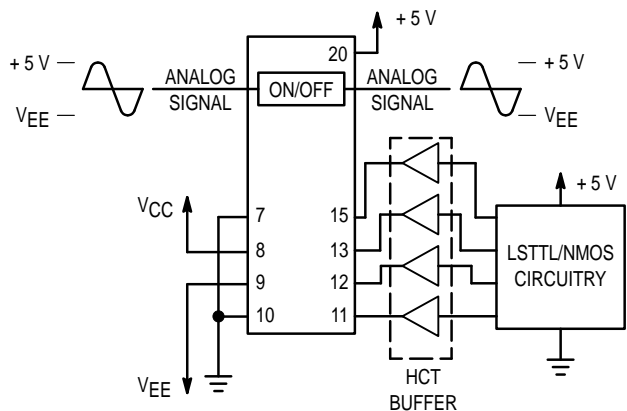 + 5 V
20
+ 5 V
ANALOG
SIGNAL
ON/OFF
ANALOG
SIGNAL
+ 5 V
VEE
VEE
+ 5 V
VCC
7
15
8
13
9
12
10
11
LSTTL/NMOS
CIRCUITRY
VEE
HCT
BUFFER